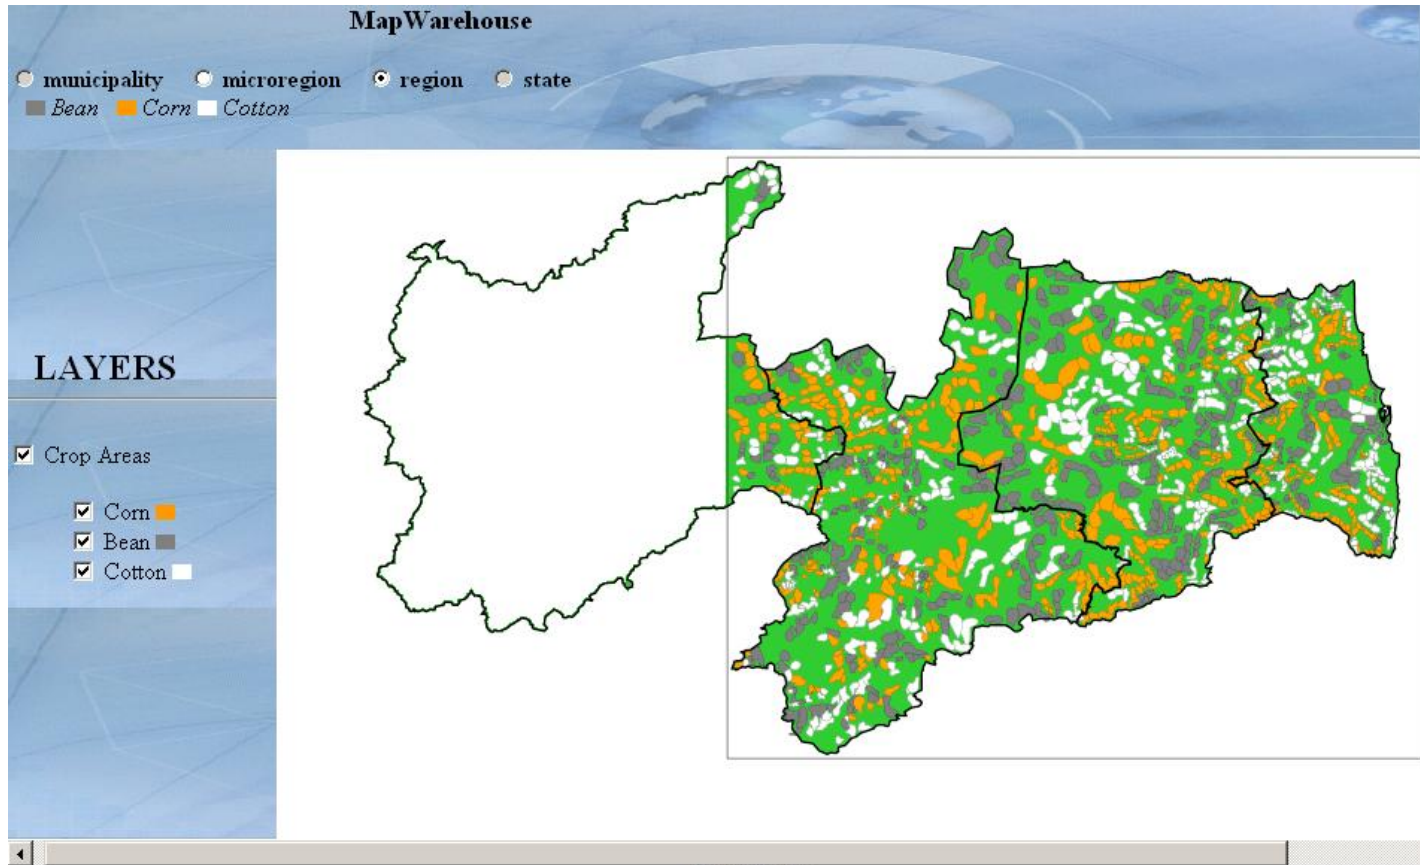 MapWarehouse
municipality microregion region state
Bean Corn Cotton
LAYERS
Crop Areas
Corn
Bean
Cotton